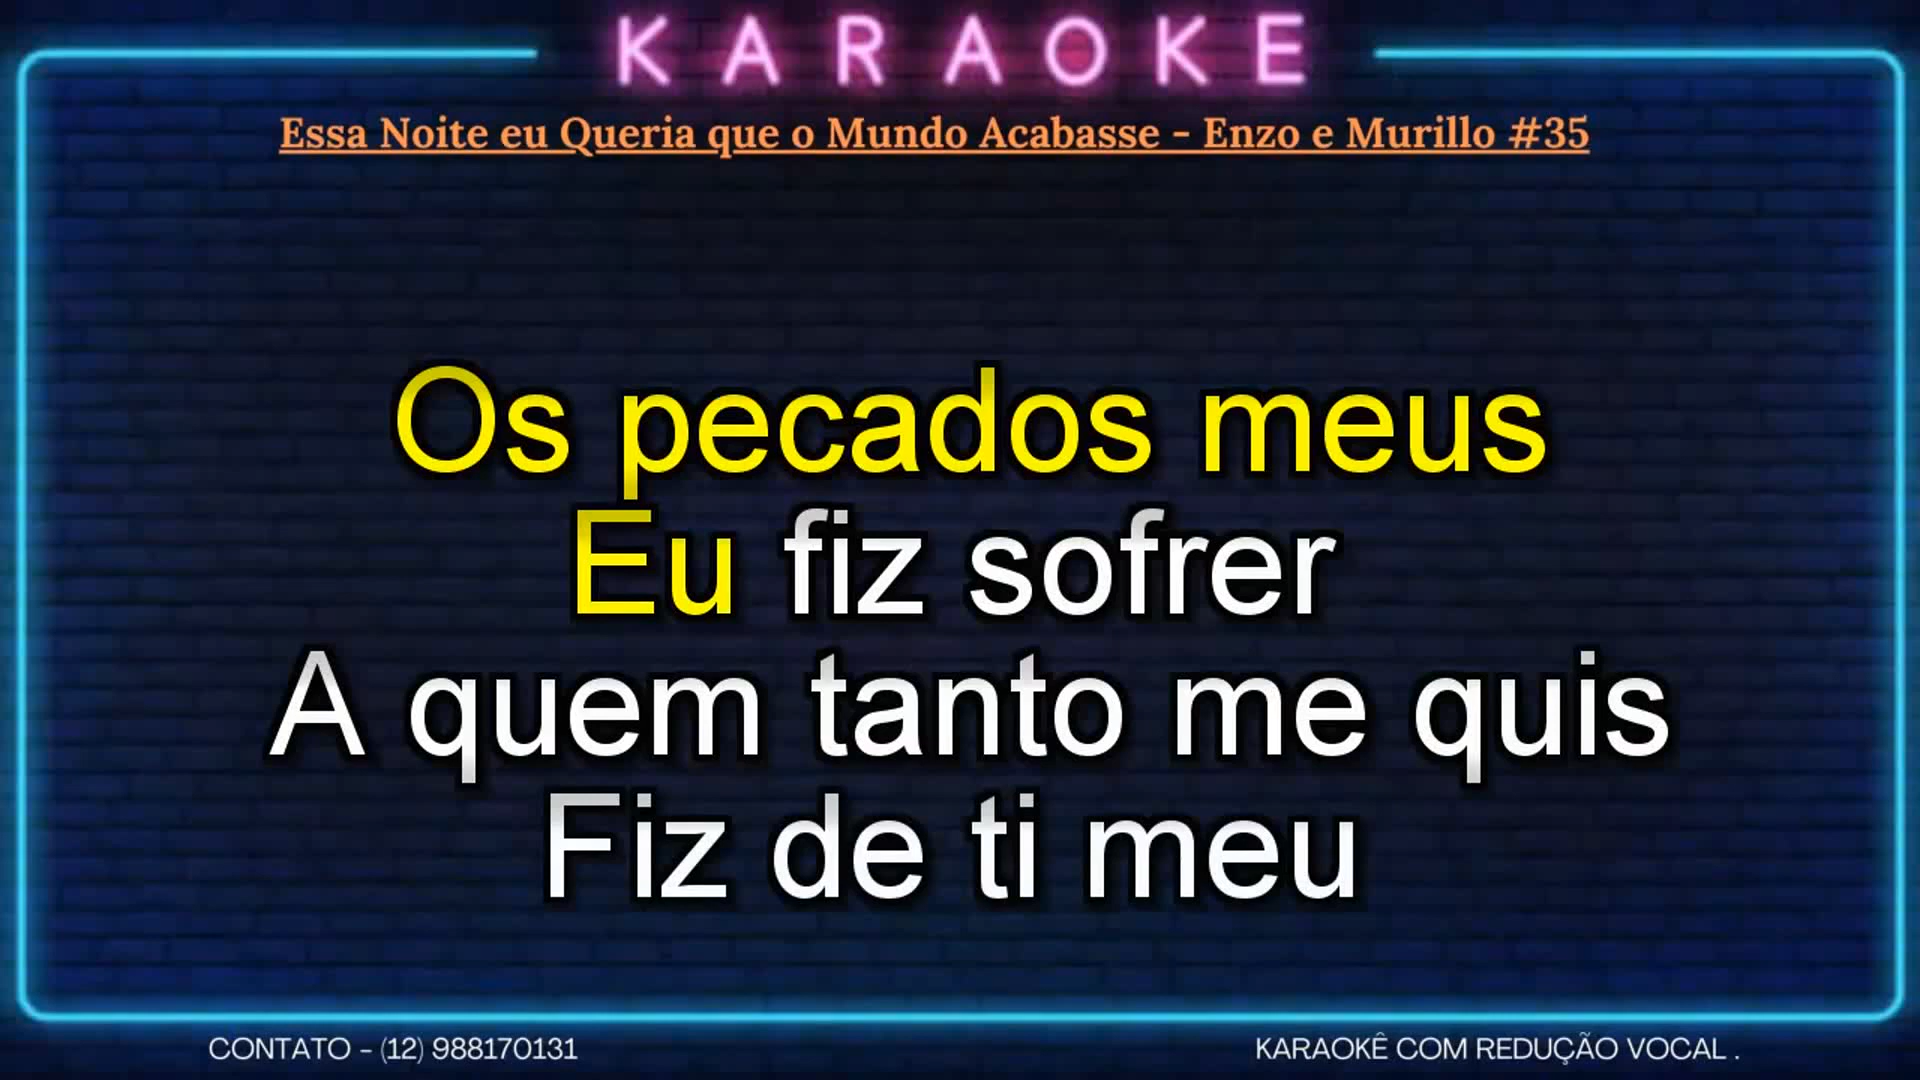 KARAOKE
Essa Noite eu Queria que o Mundo Acabasse - Enzo e Murillo #35
Os pecados meus
Eu fiz sofrer
A quem tanto me quis
Fiz de ti meu
CONTATO - (12) 988170131
KARAOKÊ COM REDUÇÃO VOCAL .